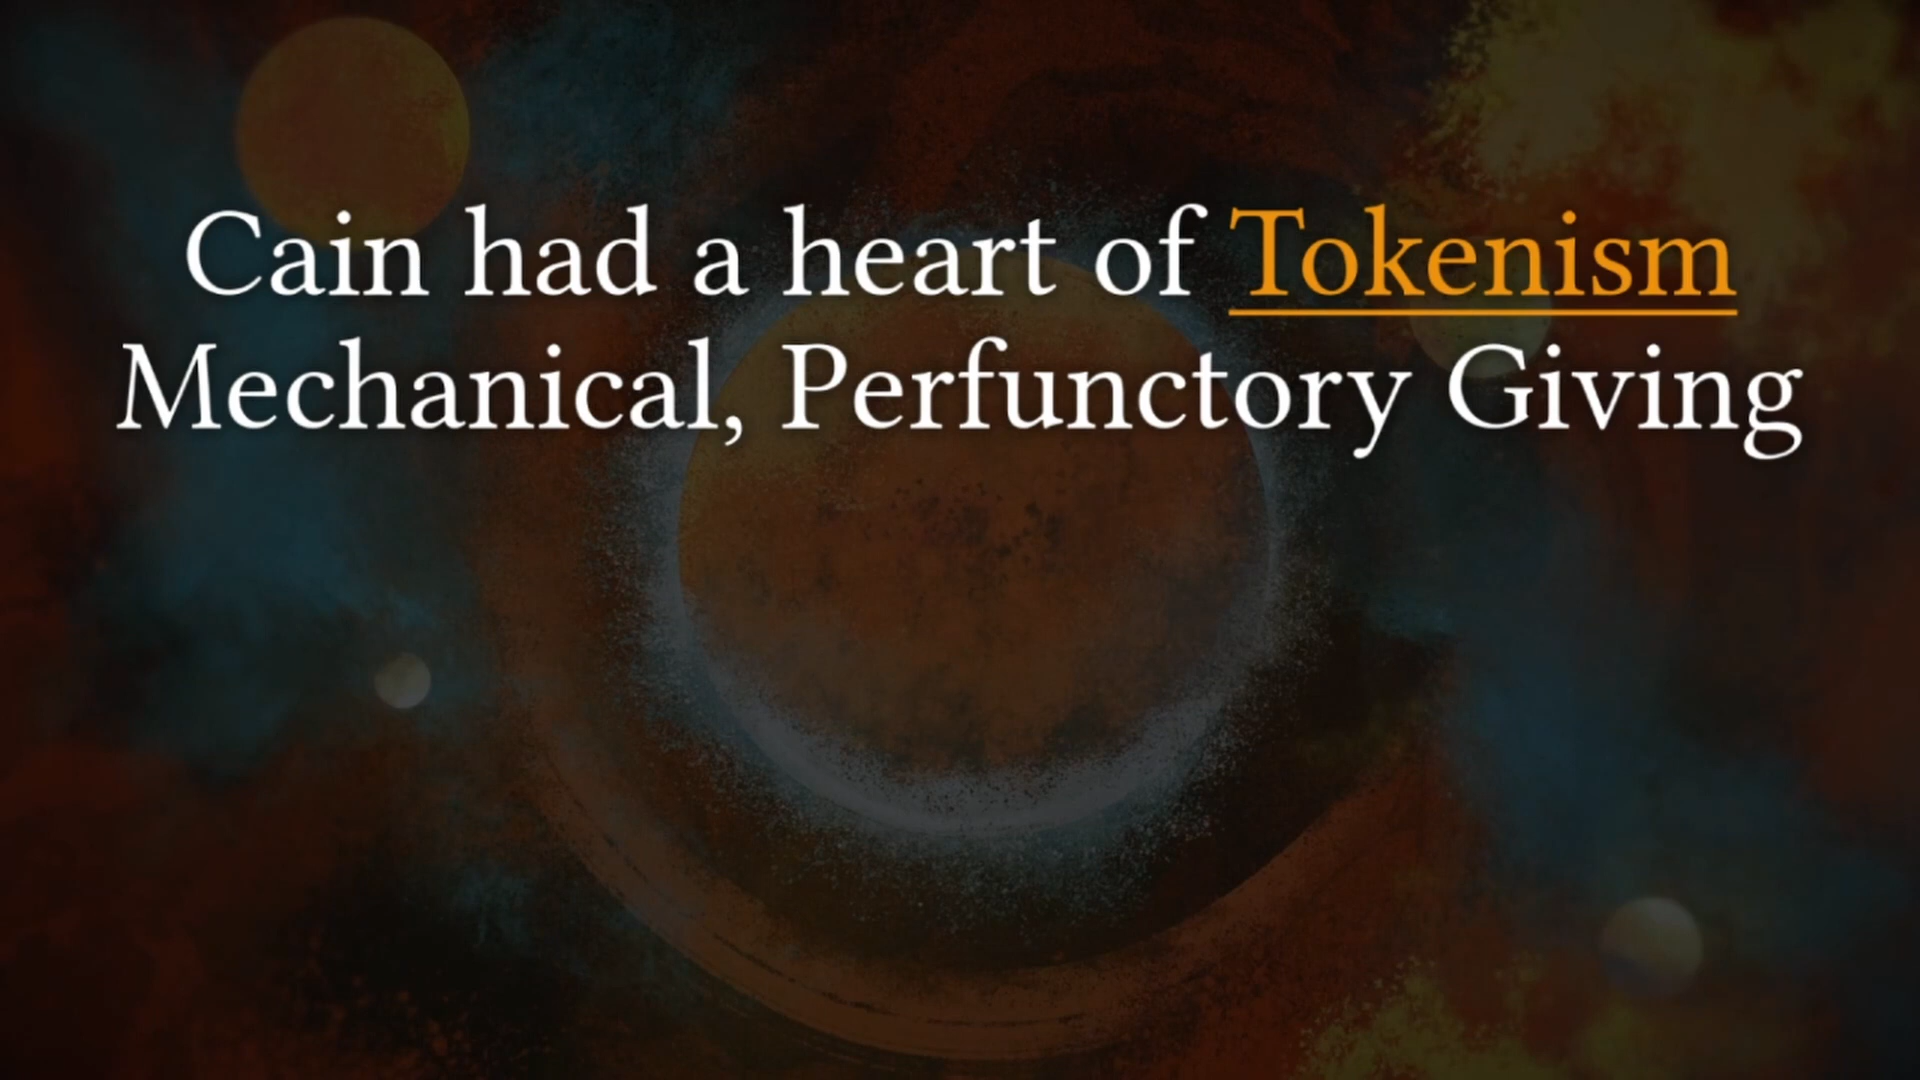 Cain had a heart of Tokenism
Mechanical, Perfunctory Giving